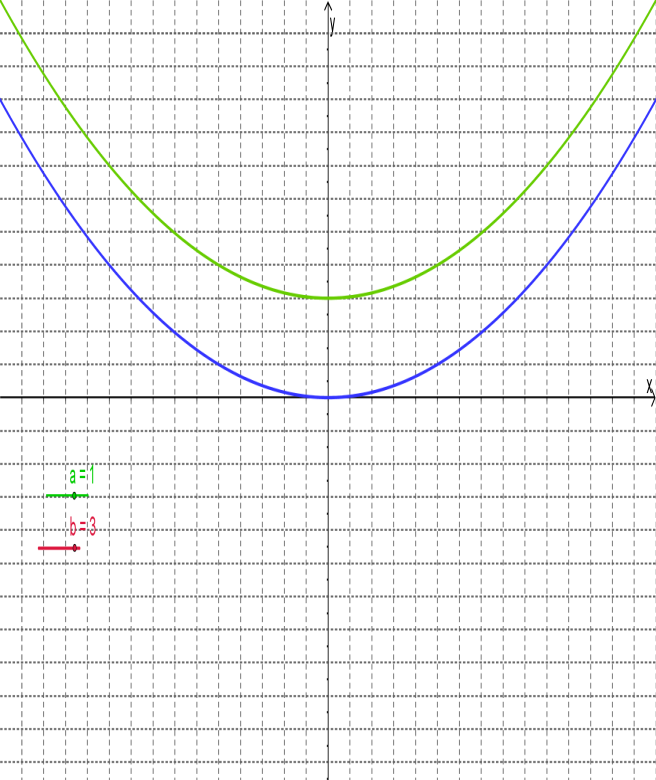 y
x
a = 1
b = 3